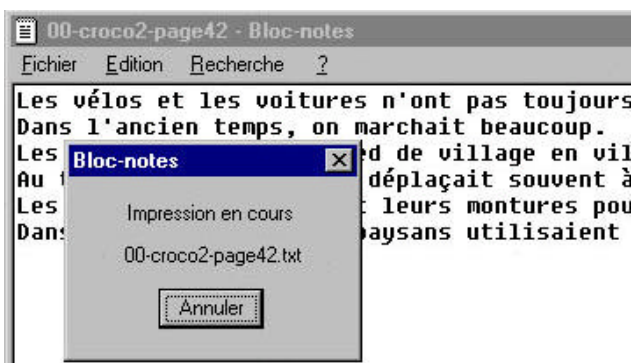 00-croco2-page42 - Bloc-notes
Fichier Edition Recherche ?
Les vélos et les voitures n'ont pas toujours
Dans l'ancien temps, on marchait beaucoup.
Les de village en
Au déplaçait souvent à
Les leurs montures
Dans paysans utilisaient
Bloc-notes
Impression en cours
00-croco2-page42.txt
Annuler